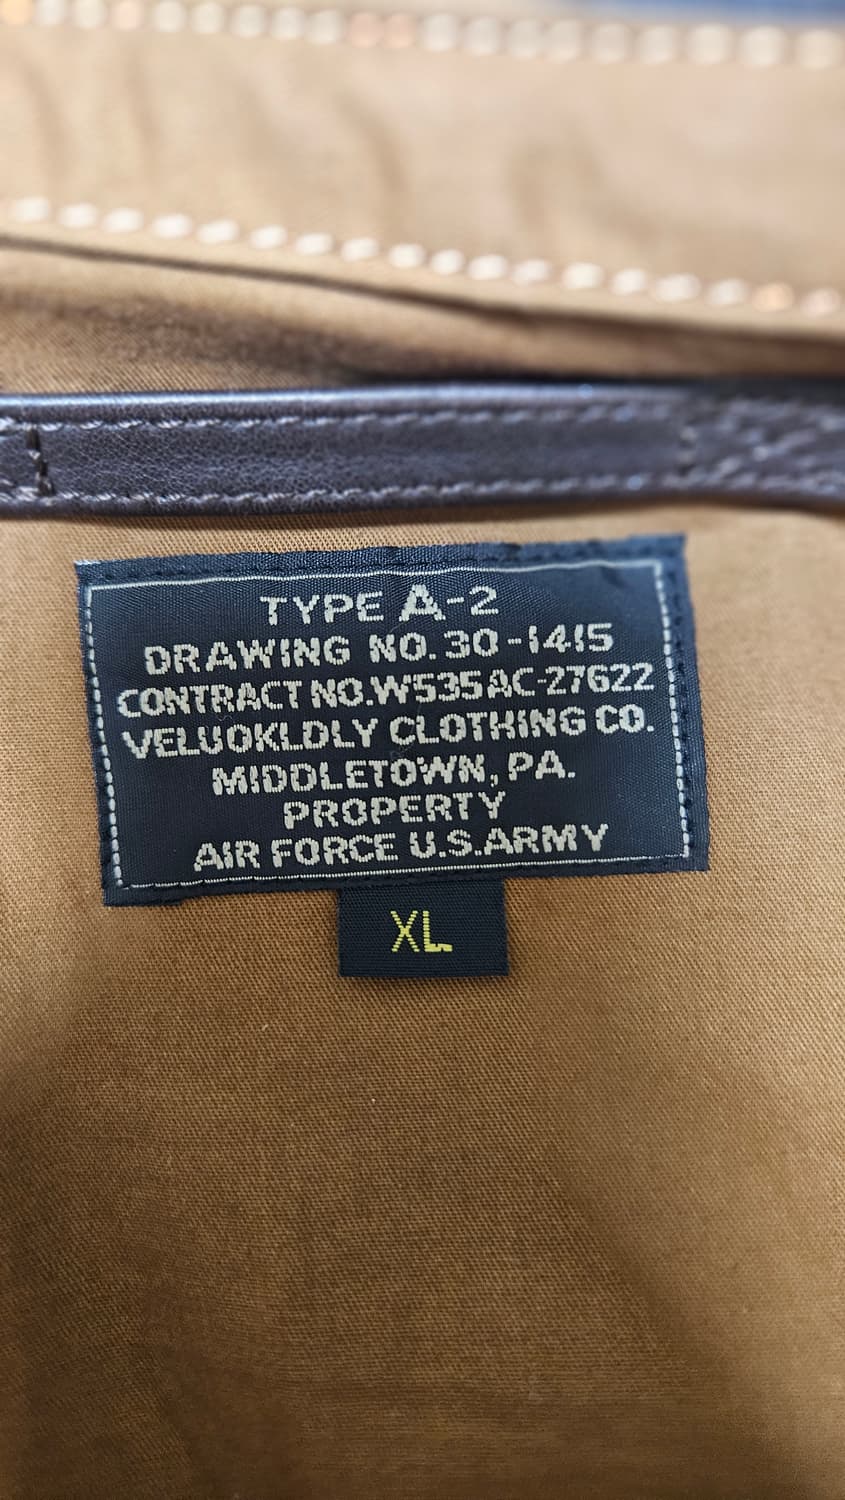 TYPE A-2
DRAWING NO. 30-1415
CONTRACT NO.W535AC-27622
VELUOKLDLY CLOTHING CO.
MIDDLETOWN, PA.
PROPERTY
AIR FORCE U.S.ARMY
XL